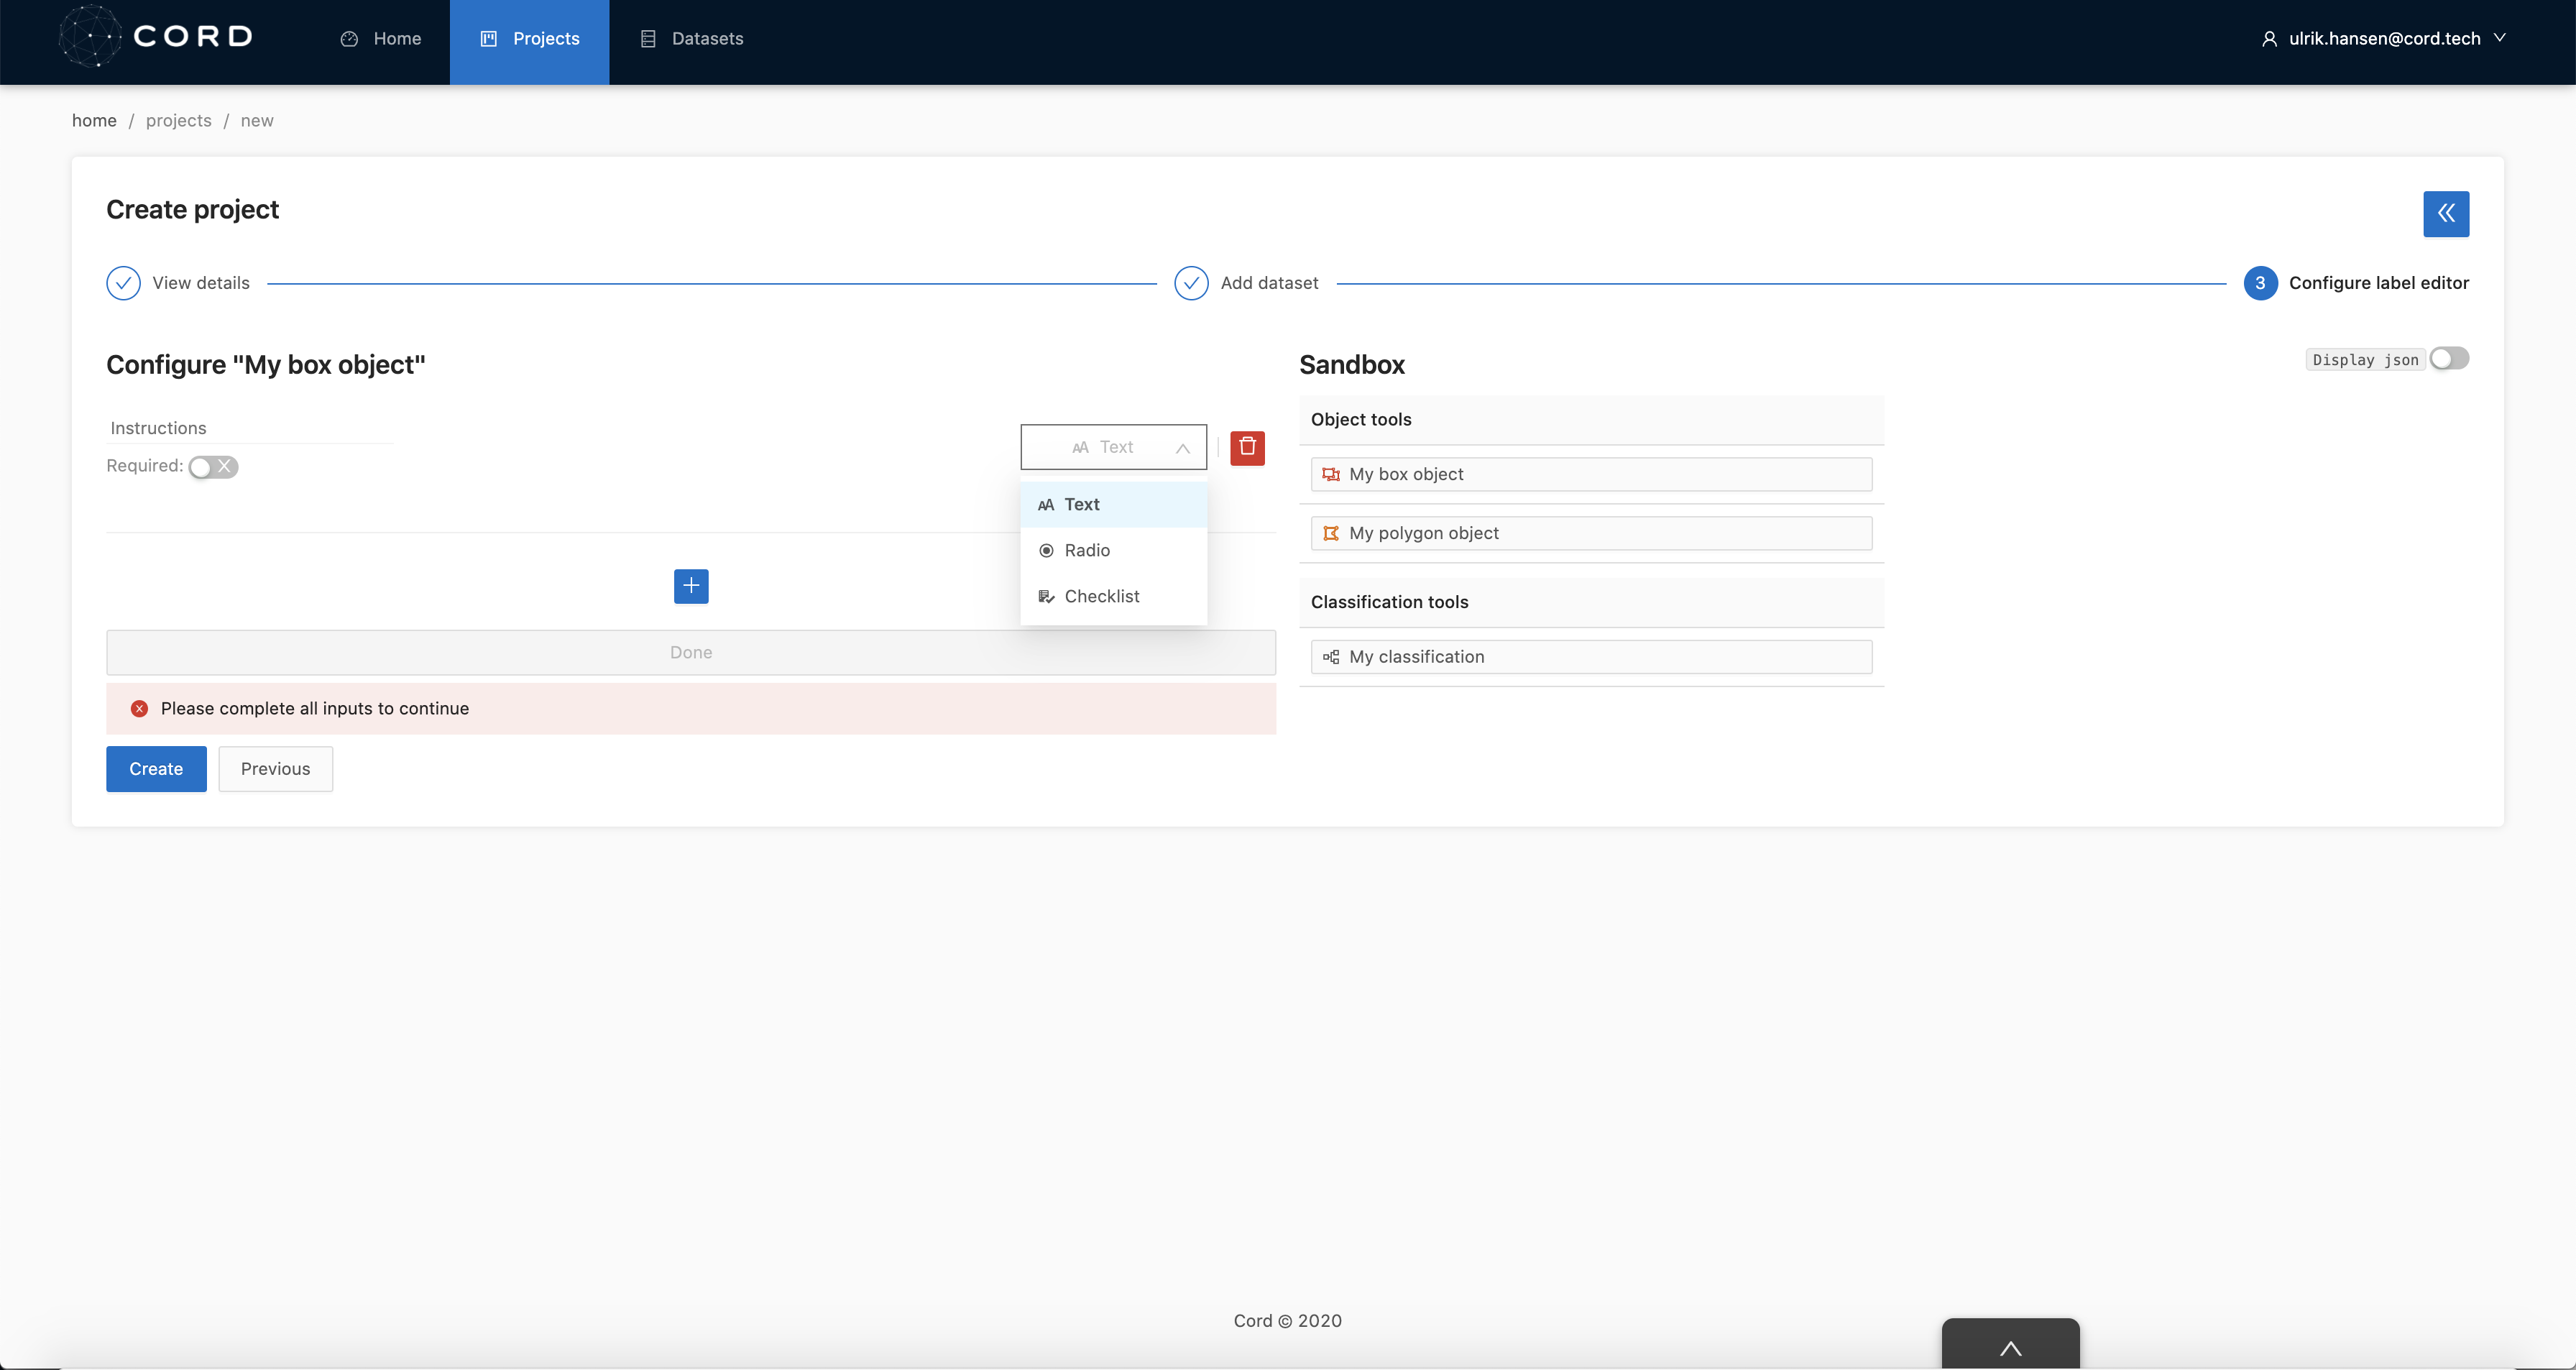 CORD
Home
Projects
Datasets
ulrik.hansen@cord.tech
home / projects / new
Create project
View details
Add dataset
3 Configure label editor
Configure "My box object"
Instructions
Required:
Text
Text
Radio
Checklist
Done
Please complete all inputs to continue
Create
Previous
Sandbox
Display json
Object tools
My box object
My polygon object
Classification tools
My classification
Cord © 2020